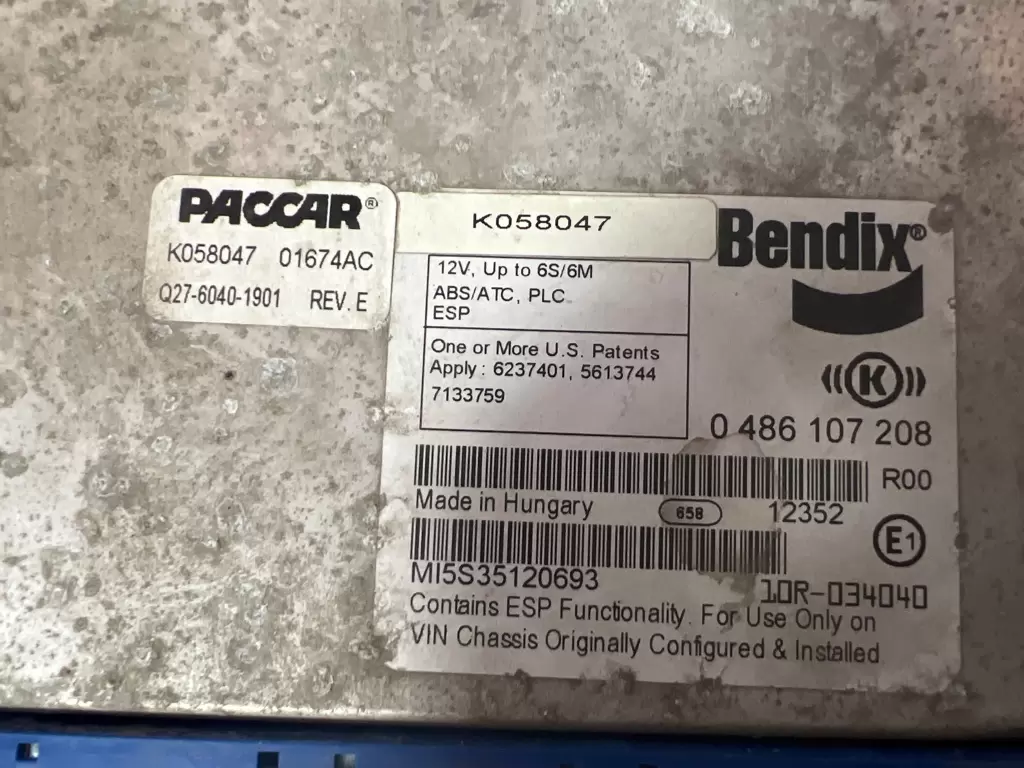 PACCAR®
K058047 01674AC
Q27-6040-1901 REV. E
K058047
Bendix®
12V, Up to 6S/6M
ABS/ATC, PLC
ESP
One or More U.S. Patents
Apply : 6237401, 5613744
7133759
((K))
0 486 107 208
R00
Made in Hungary 658 12352
E1
MI5S35120693
10R-034040
Contains ESP Functionality. For Use Only on
VIN Chassis Originally Configured & Installed